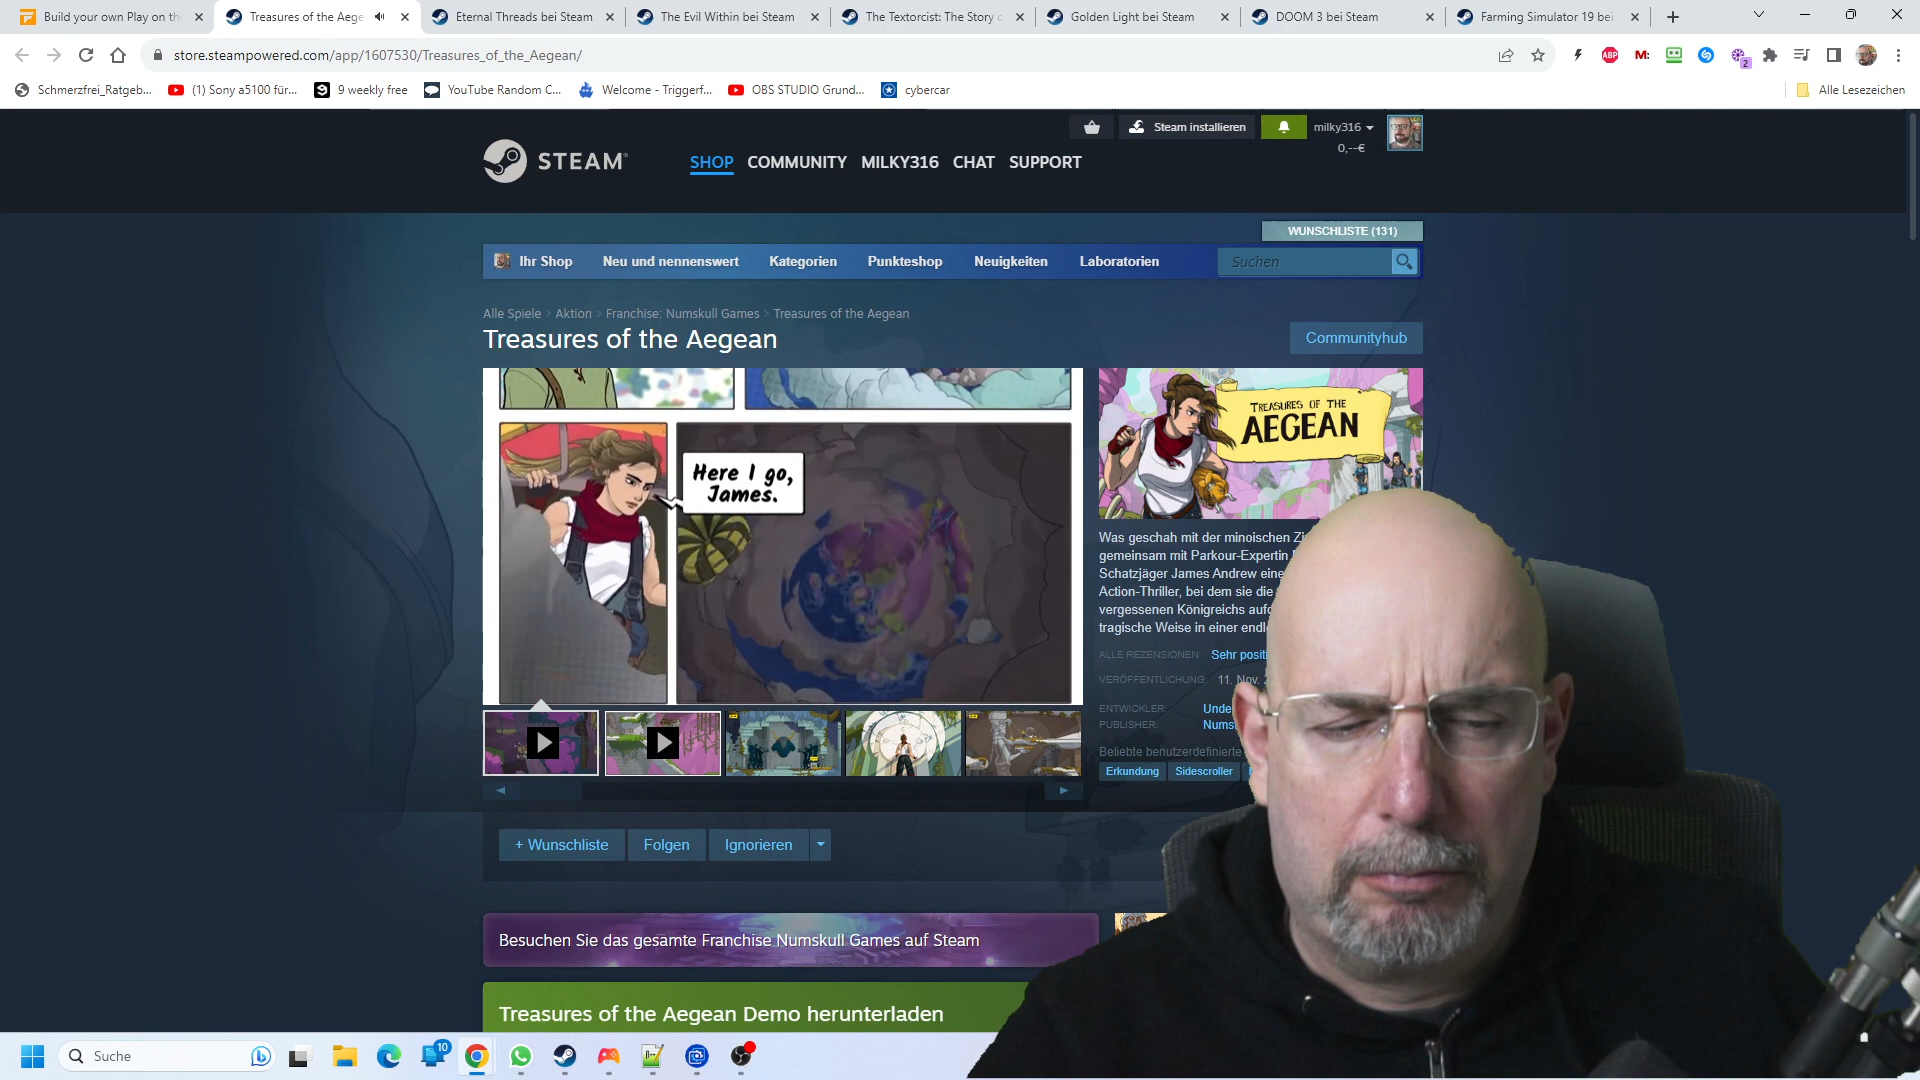 Build your own Play on th
Treasures of the Aege
Eternal Threads bei Steam
The Evil Within bei Steam
The Textorcist: The Story
Golden Light bei Steam
DOOM 3 bei Steam
Farming Simulator 19 bei
store.steampowered.com/app/1607530/Treasures_of_the_Aegean/
ABP
M:
2
Schmerzfrei_Ratgeb...
(1) Sony a5100 für...
9 weekly free
YouTube Random C...
Welcome - Triggerf...
OBS STUDIO Grund...
cybercar
Alle Lesezeichen
Steam installieren
milky316
0,--€
STEAM
SHOP
COMMUNITY
MILKY316
CHAT
SUPPORT
WUNSCHLISTE (131)
Ihr Shop
Neu und nennenswert
Kategorien
Punkteshop
Neuigkeiten
Laboratorien
Suchen
Alle Spiele > Aktion > Franchise: Numskull Games > Treasures of the Aegean
Treasures of the Aegean
Communityhub
Here I go,
James.
TREASURES OF THE
AEGEAN
Was geschah mit der minoischen
gemeinsam mit Parkour-Expertin
Schatzjäger James Andrew eine
Action-Thriller, bei dem sie die
vergessenen Königreichs
tragische Weise in einer
ALLE REZENSIONEN: Sehr positi
VERÖFFENTLICHUNG: 11. Nov.
ENTWICKLER: Unde
PUBLISHER: Nums
Beliebte benutzerdefinierte
Erkundung
Sidescroller
+ Wunschliste
Folgen
Ignorieren
Besuchen Sie das gesamte Franchise Numskull Games auf Steam
Treasures of the Aegean Demo herunterladen
Suche
10